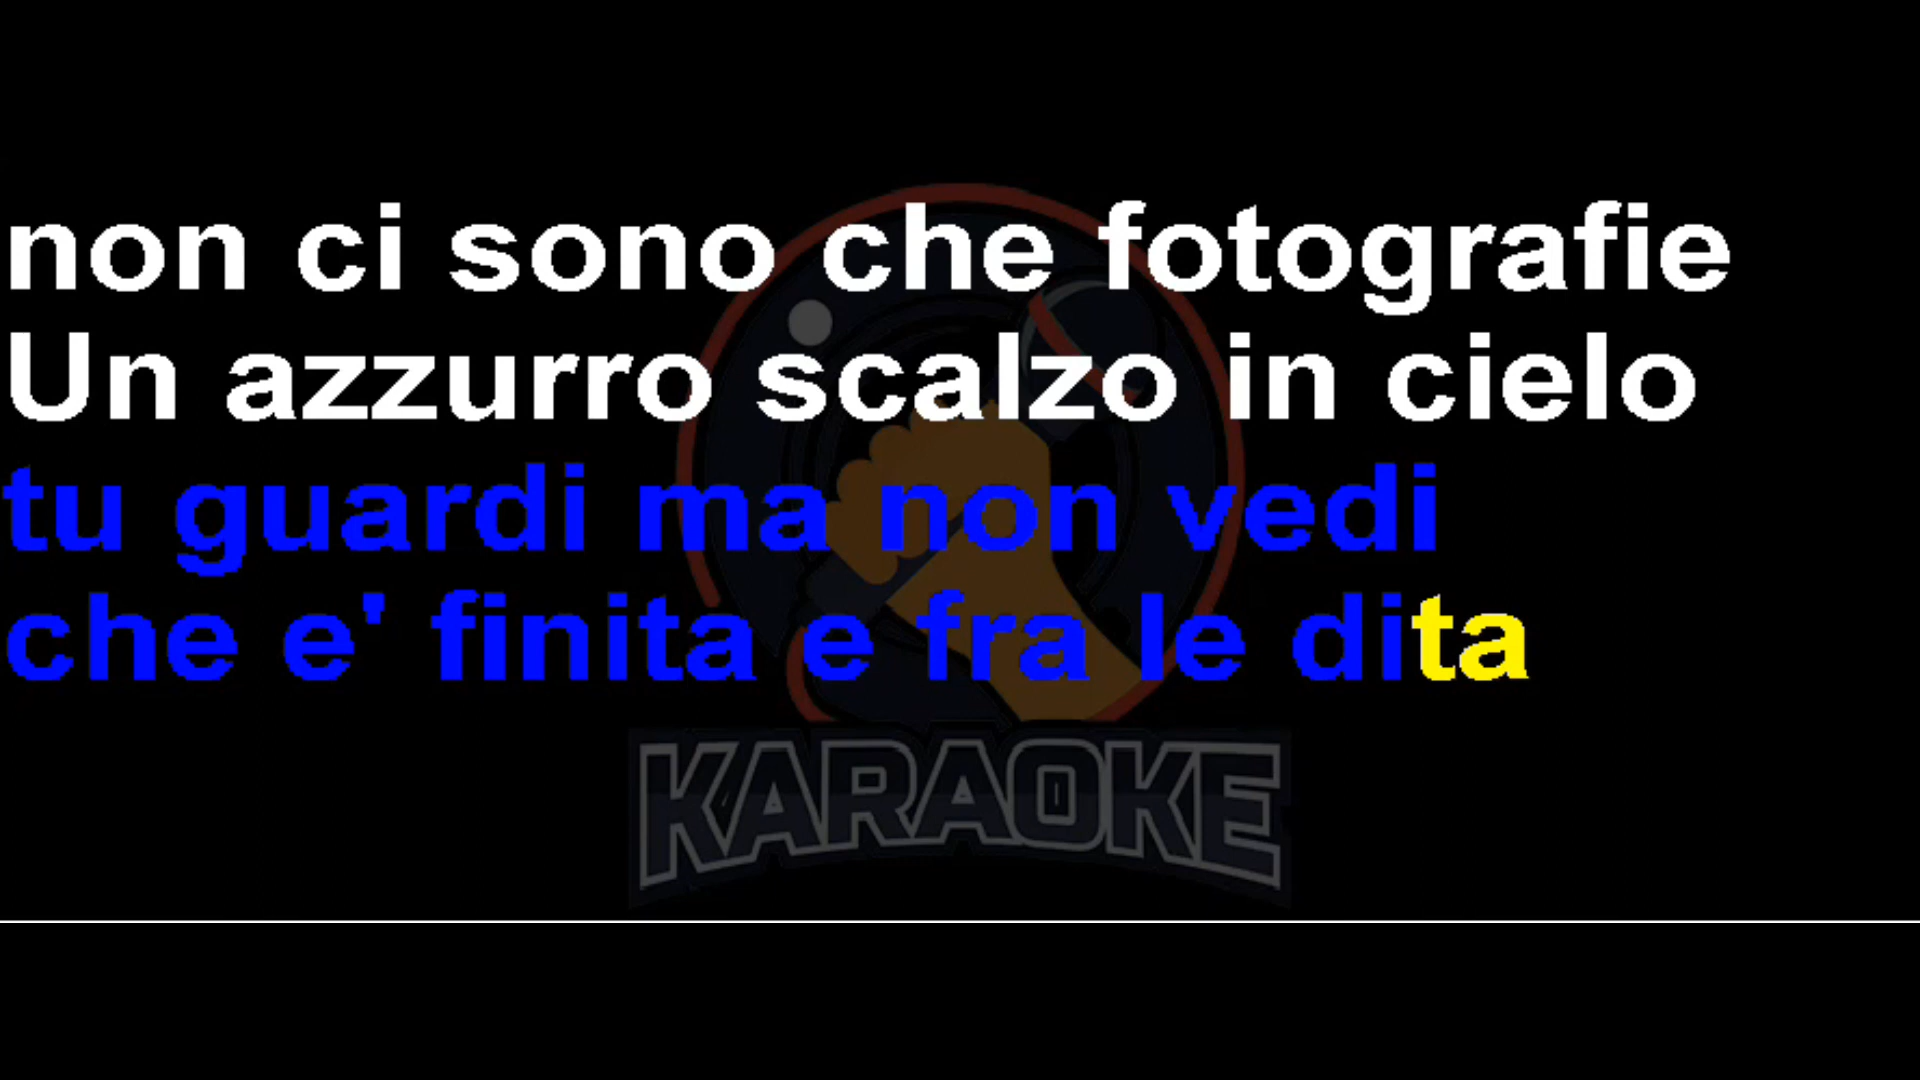 non ci sono che fotografie
Un azzurro scalzo in cielo
tu guardi ma non vedi
che e' finita e fra le dita
KARAOKE